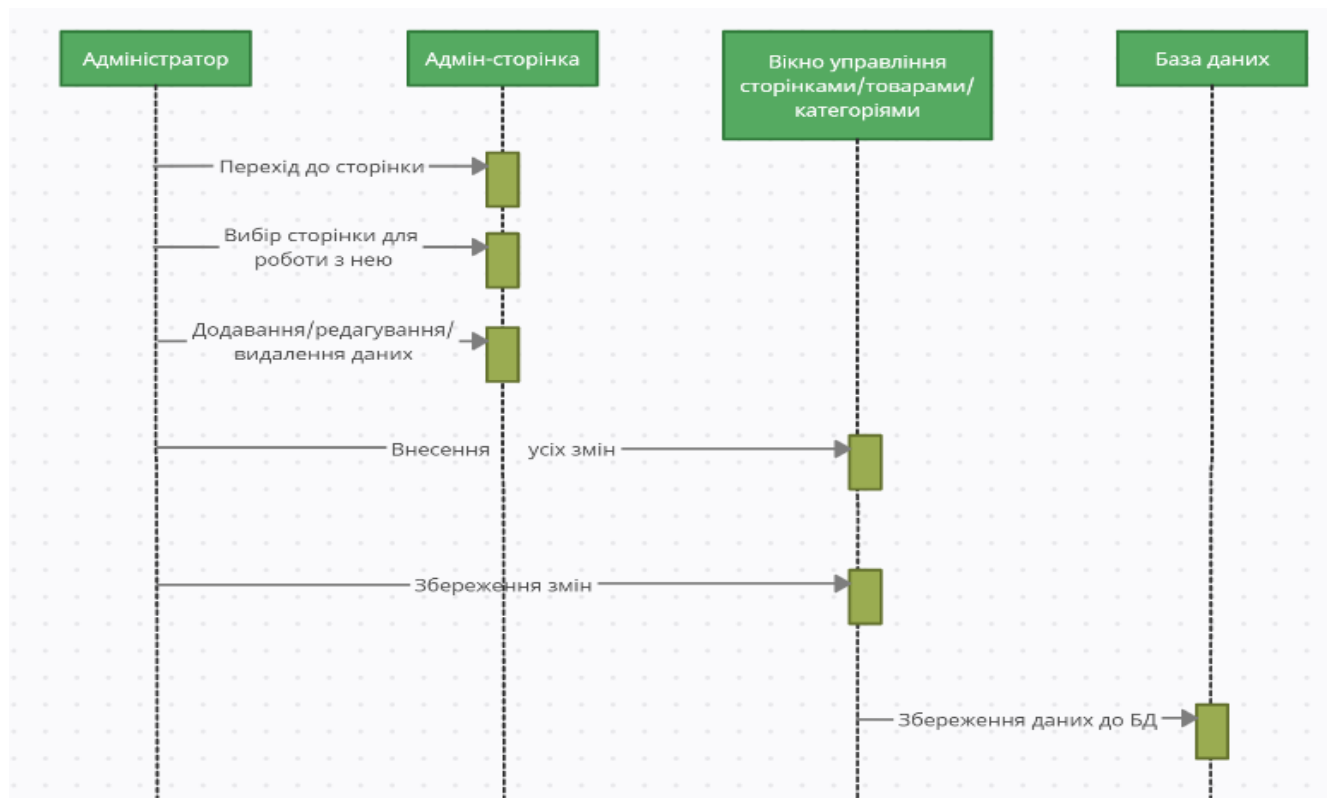 Адміністратор
Адмін-сторінка
Вікно управління
сторінками/товарами/
категоріями
База даних
Перехід до сторінки
Вибір сторінки для
роботи з нею
Додавання/редагування/
видалення даних
Внесення усіх змін
Збереження змін
Збереження даних до БД